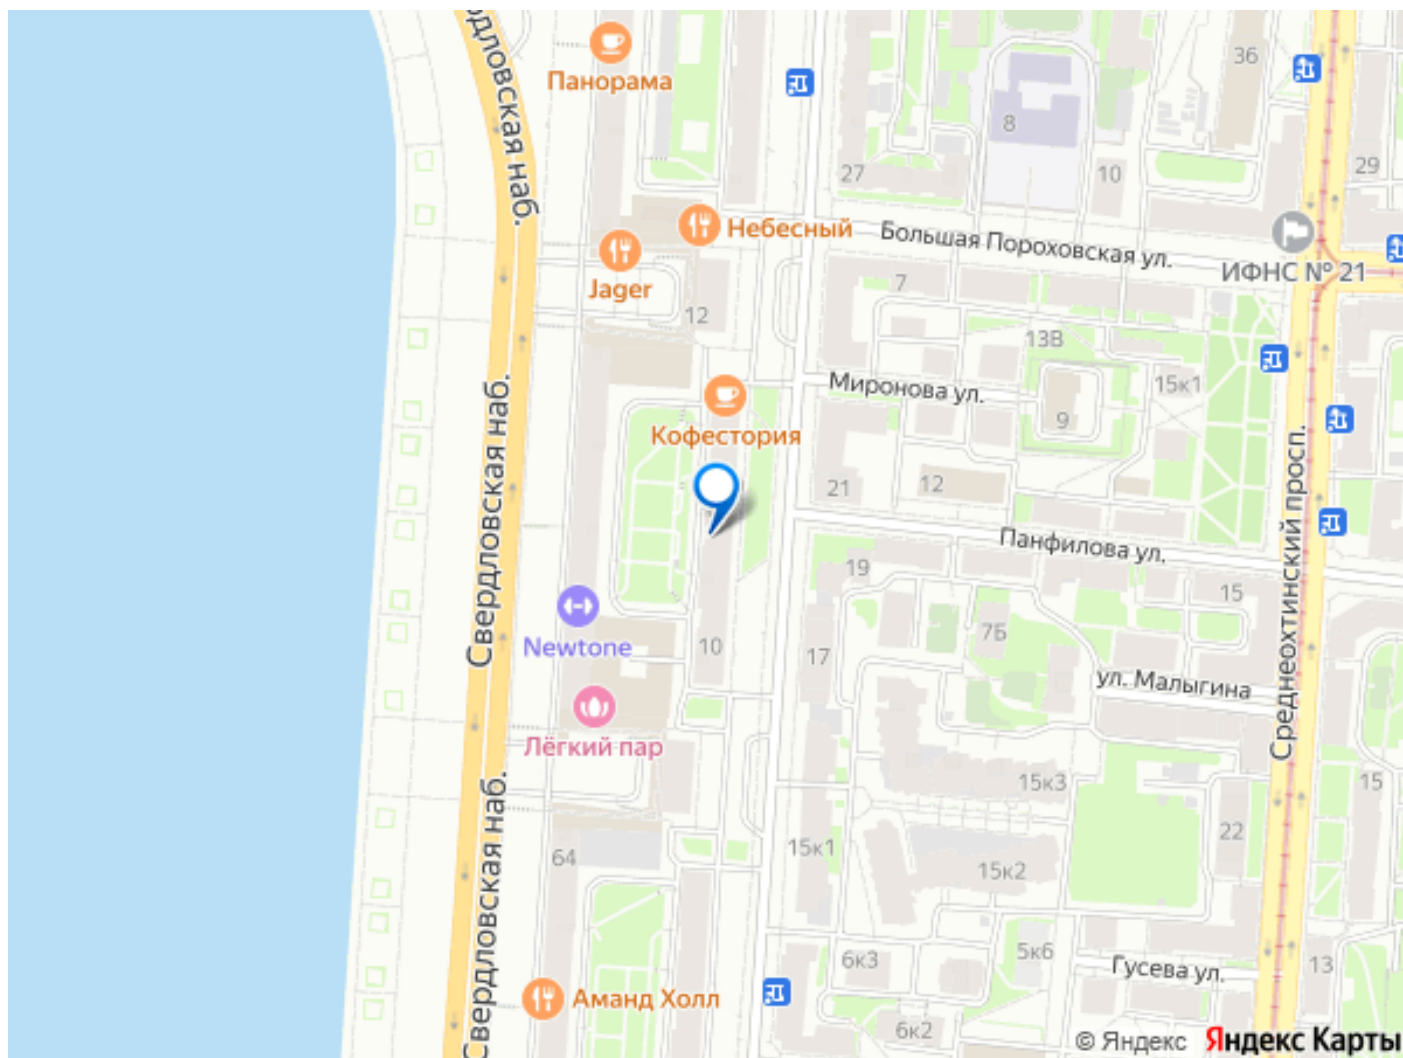 Свердловская наб.
Панорама
36
8
27
10
29
Небесный
Большая Пороховская ул.
Jager
ИФНС № 21
7
12
13В
Миронова ул.
15к1
9
Кофестория
Свердловская наб.
21
12
Среднеохтинский просп.
Панфилова ул.
19
15
Newtone
10
7Б
17
ул. Малыгина
Лёгкий пар
15к3
15
Свердловская наб.
64
15к1
22
15к2
6к3
5к6
Гусева ул.
13
Аманд Холл
6к2
© Яндекс Яндекс Карты